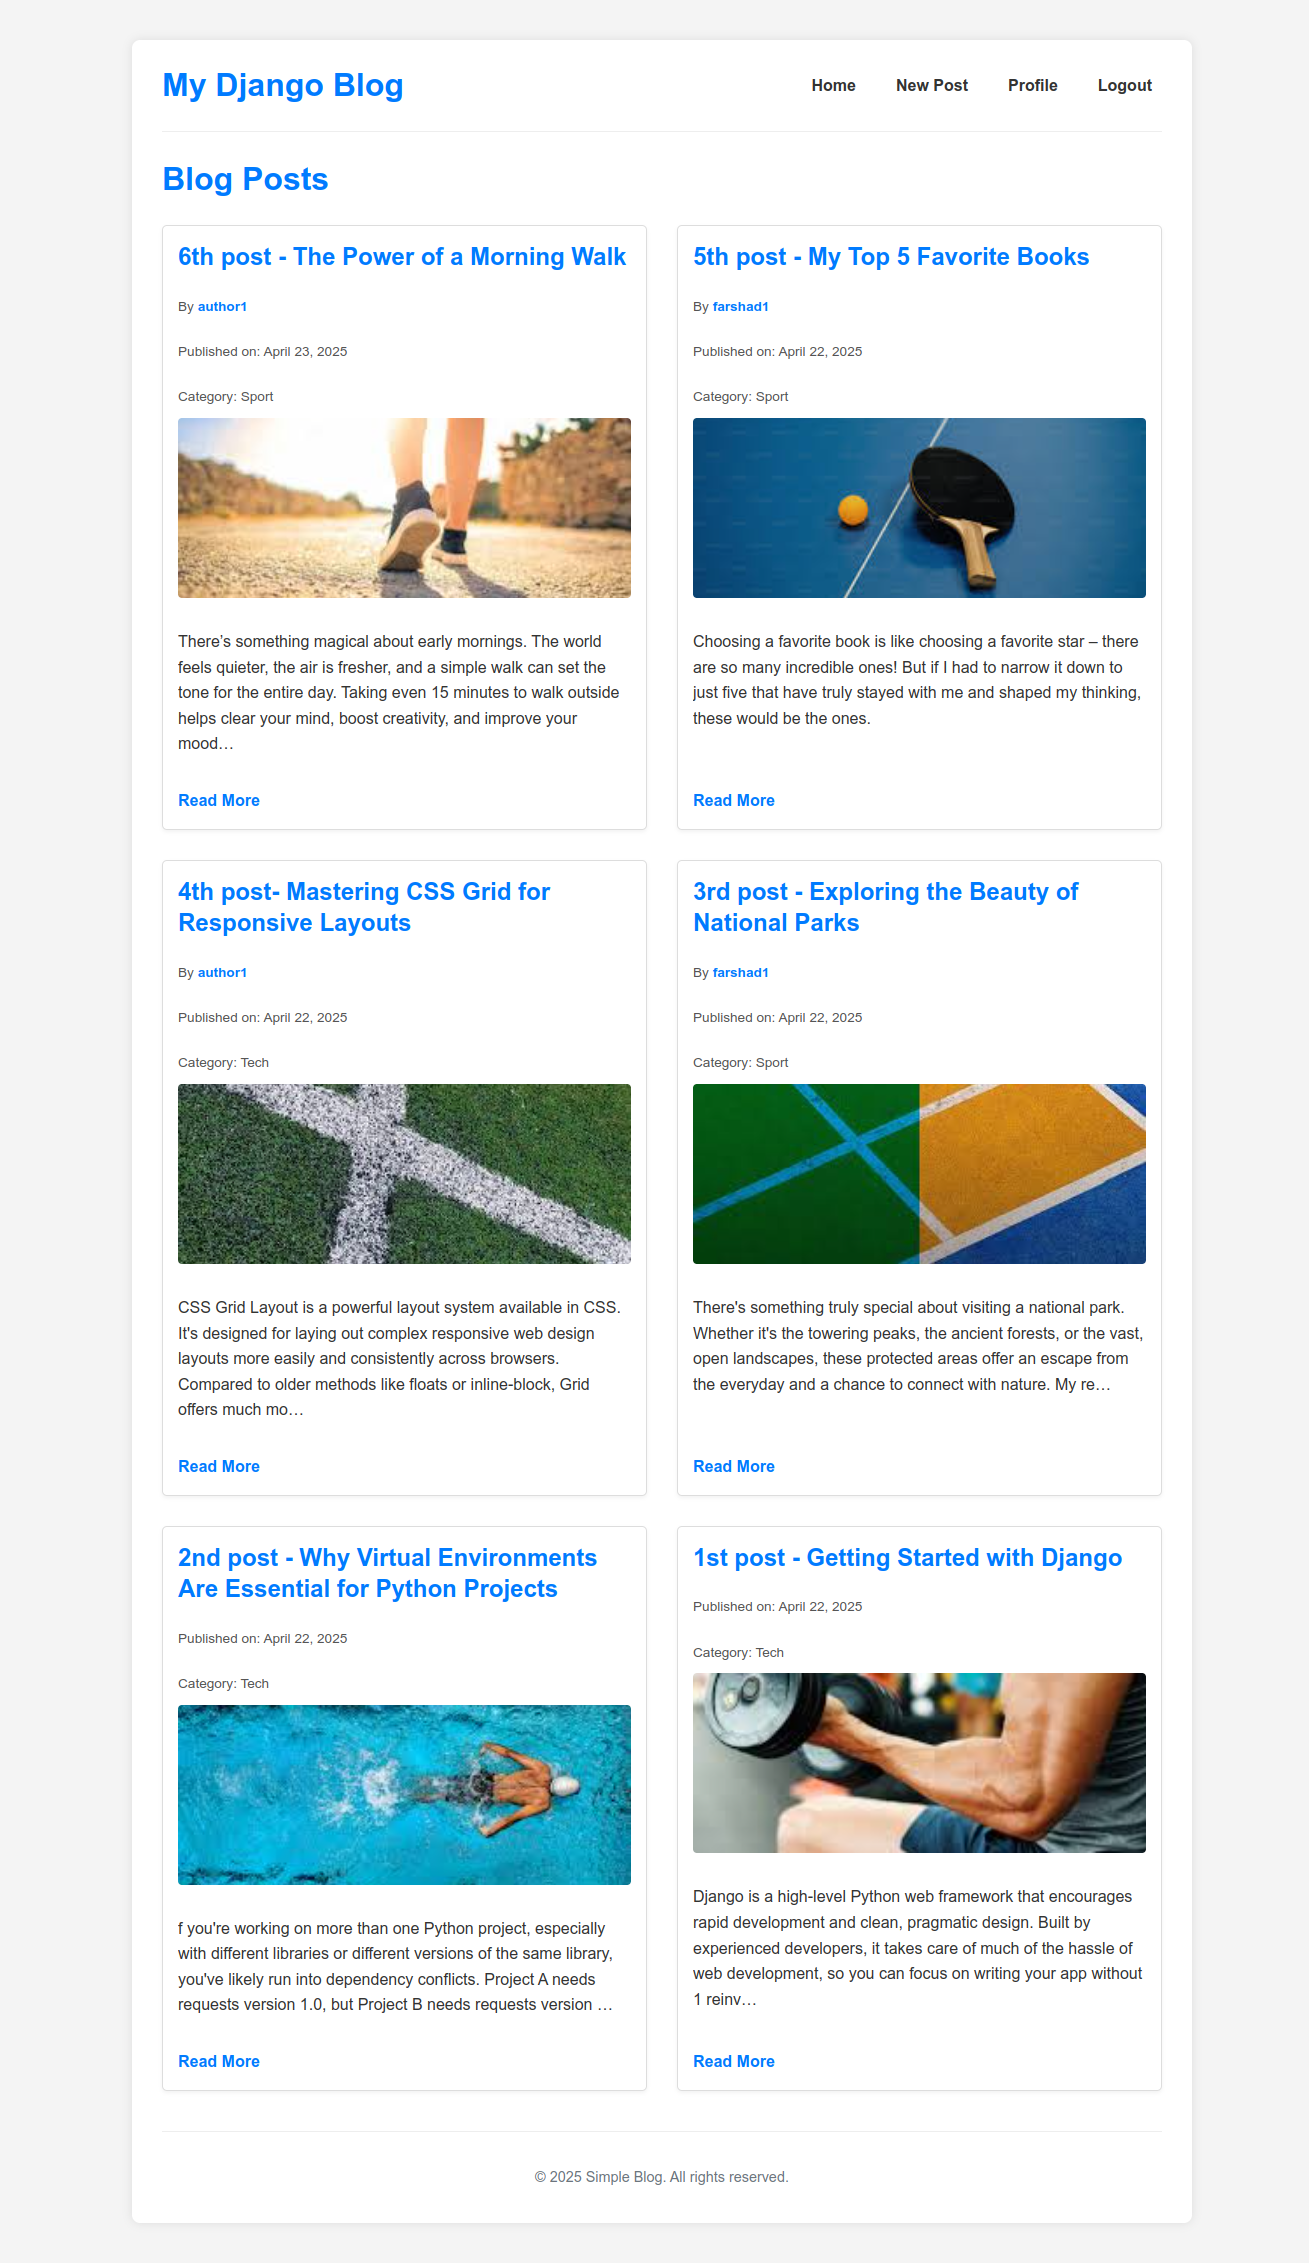 My Django Blog
Home
New Post
Profile
Logout
Blog Posts
6th post - The Power of a Morning Walk
By author1
Published on: April 23, 2025
Category: Sport
There's something magical about early mornings. The world
feels quieter, the air is fresher, and a simple walk can set the
tone for the entire day. Taking even 15 minutes to walk outside
helps clear your mind, boost creativity, and improve your
mood…
Read More
5th post - My Top 5 Favorite Books
By farshad1
Published on: April 22, 2025
Category: Sport
Choosing a favorite book is like choosing a favorite star – there
are so many incredible ones! But if I had to narrow it down to
just five that have truly stayed with me and shaped my thinking,
these would be the ones.
Read More
4th post- Mastering CSS Grid for
Responsive Layouts
By author1
Published on: April 22, 2025
Category: Tech
CSS Grid Layout is a powerful layout system available in CSS.
It's designed for laying out complex responsive web design
layouts more easily and consistently across browsers.
Compared to older methods like floats or inline-block, Grid
offers much mo…
Read More
3rd post - Exploring the Beauty of
National Parks
By farshad1
Published on: April 22, 2025
Category: Sport
There's something truly special about visiting a national park.
Whether it's the towering peaks, the ancient forests, or the vast,
open landscapes, these protected areas offer an escape from
the everyday and a chance to connect with nature. My re…
Read More
2nd post - Why Virtual Environments
Are Essential for Python Projects
Published on: April 22, 2025
Category: Tech
f you're working on more than one Python project, especially
with different libraries or different versions of the same library,
you've likely run into dependency conflicts. Project A needs
requests version 1.0, but Project B needs requests version …
Read More
1st post - Getting Started with Django
Published on: April 22, 2025
Category: Tech
Django is a high-level Python web framework that encourages
rapid development and clean, pragmatic design. Built by
experienced developers, it takes care of much of the hassle of
web development, so you can focus on writing your app without
1 reinv…
Read More
© 2025 Simple Blog. All rights reserved.